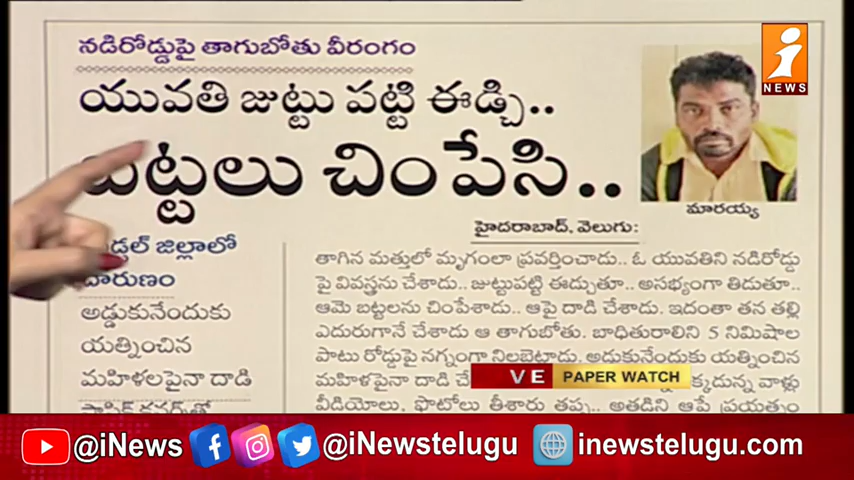 నడిరోడ్డుపై తాగుబోతు వీరంగం
యువతి జుట్టు పట్టి ఈడ్చి..
బట్టలు చింపేసి..
మారయ్య
i
NEWS
హైదరాబాద్, వెలుగు:
జిల్లాలో
దారుణం
అడ్డుకునేందుకు
యత్నించిన
మహిళలపైనా దాడి
తాగిన మత్తులో మృగంలా ప్రవర్తించాడు.. ఓ యువతిని నడిరోడ్డు
పై వివస్త్రను చేశాడు.. జుట్టుపట్టి ఈడ్చుతూ.. అసభ్యంగా తిడుతూ..
ఆమె బట్టలను చింపేశాడు.. ఆపై దాడి చేశాడు. ఇదంతా తన తల్లి
ఎదురుగానే చేశాడు ఆ తాగుబోతు. బాధితురాలిని 5 నిమిషాల
పాటు రోడ్డుపై నగ్నంగా నిలబెట్టాడు. అడ్డుకునేందుకు యత్నించిన
మహిళపైనా దాడి
వాళ్లు
వీడియోలు, ఫొటోలు తీశారు తప్ప.. అతడిని ఆపే ప్రయత్నం
VE PAPER WATCH
@iNews @iNewstelugu inewstelugu.com